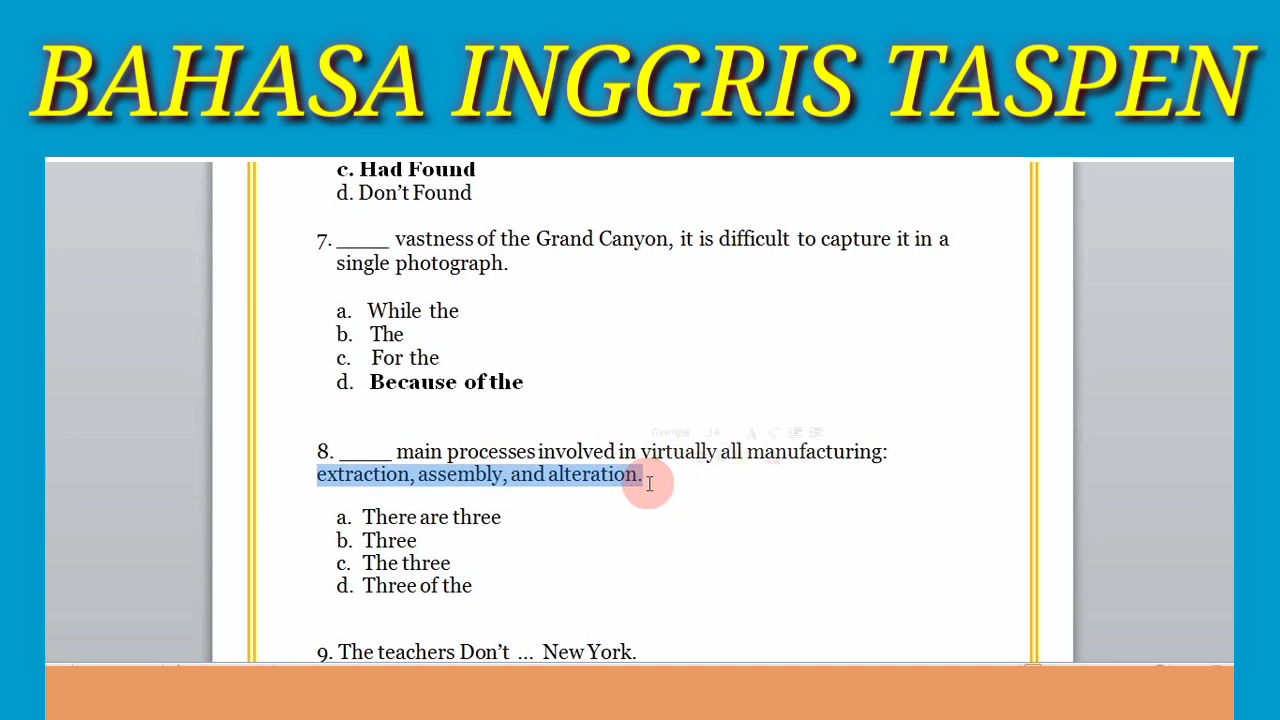 BAHASA INGGRIS TASPEN
c. Had Found
d. Don't Found
7. ____ vastness of the Grand Canyon, it is difficult to capture it in a
single photograph.
a. While the
b. The
c. For the
d. Because of the
8. ____ main processes involved in virtually all manufacturing:
extraction, assembly, and alteration.
a. There are three
b. Three
c. The three
d. Three of the
9. The teachers Don't ... New York.